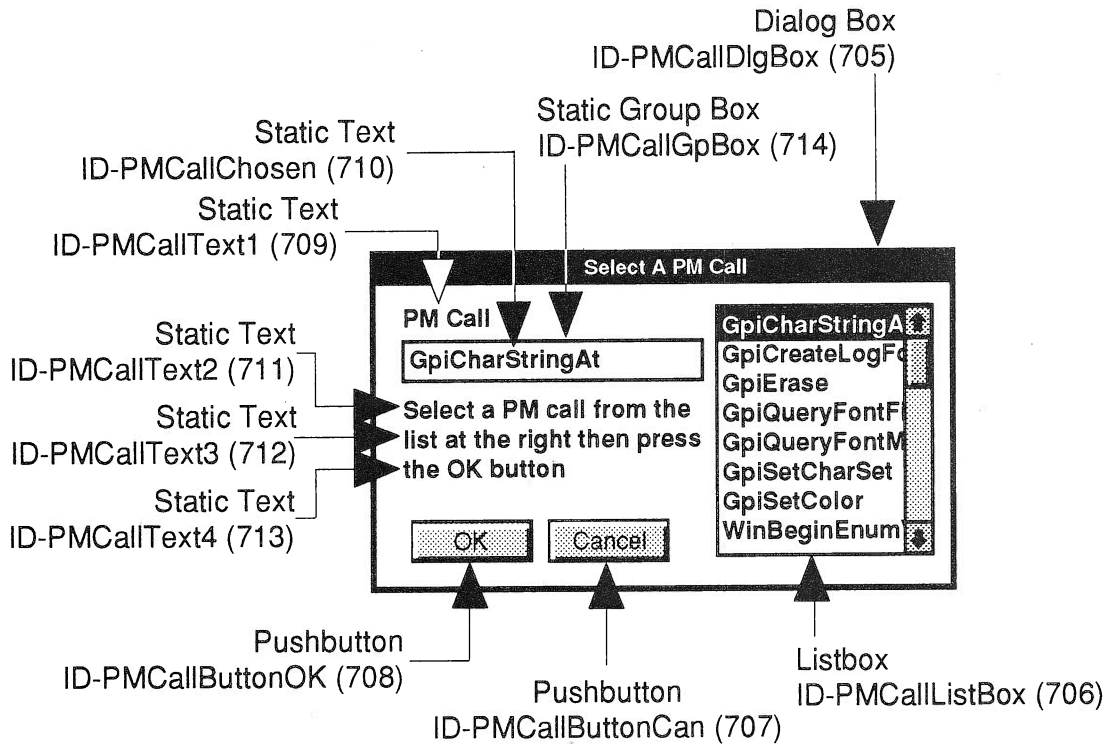 Dialog Box
ID-PMCallDlgBox (705)
Static Group Box
ID-PMCallGpBox (714)
Static Text
ID-PMCallChosen (710)
Static Text
ID-PMCallText1 (709)
Select A PM Call
PM Call
GpiCharStringAt
Static Text
ID-PMCallText2 (711)
Static Text
ID-PMCallText3 (712)
Static Text
ID-PMCallText4 (713)
Select a PM call from the
list at the right then press
the OK button
OK
Cancel
GpiCharStringA
GpiCreateLogFo
GpiErase
GpiQueryFontF
GpiQueryFontM
GpiSetCharSet
GpiSetColor
WinBeginEnum
Pushbutton
ID-PMCallButtonOK (708)
Pushbutton
ID-PMCallButtonCan (707)
Listbox
ID-PMCallListBox (706)